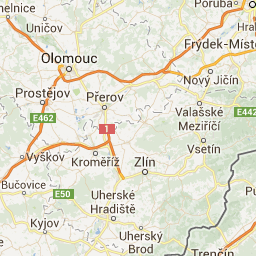 melnice
Poruba
Uničov
Frýdek-Míst
Olomouc
Nový Jičín
Prostějov
Přerov
Valašské
Meziříčí
E442
E462
1
Vsetín
Vyškov
Kroměříž
Zlín
Bučovice
E50
Uherské
Hradiště
Kyjov
Uherský
Brod
Trenčín